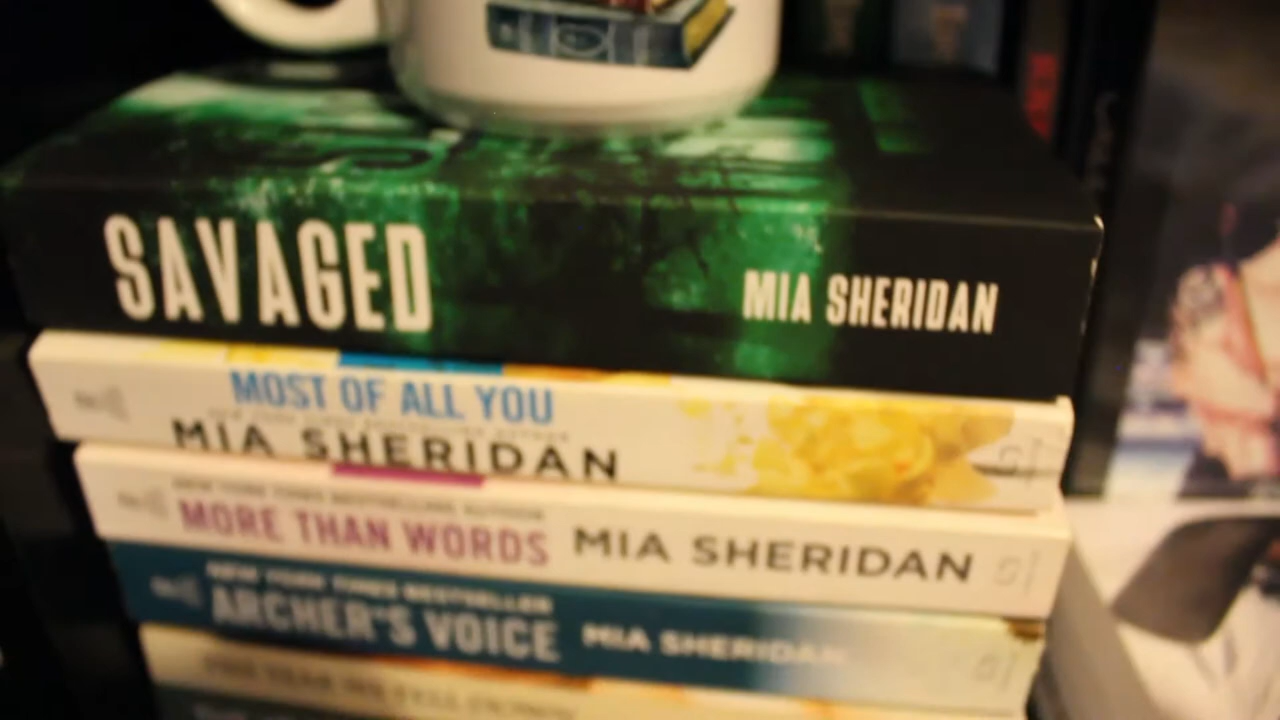 SAVAGED MIA SHERIDAN
MOST OF ALL YOU
MIA SHERIDAN
NEW YORK TIMES BESTSELLING AUTHOR
MORE THAN WORDS MIA SHERIDAN
NEW YORK TIMES BESTSELLER
ARCHER'S VOICE MIA SHERIDAN